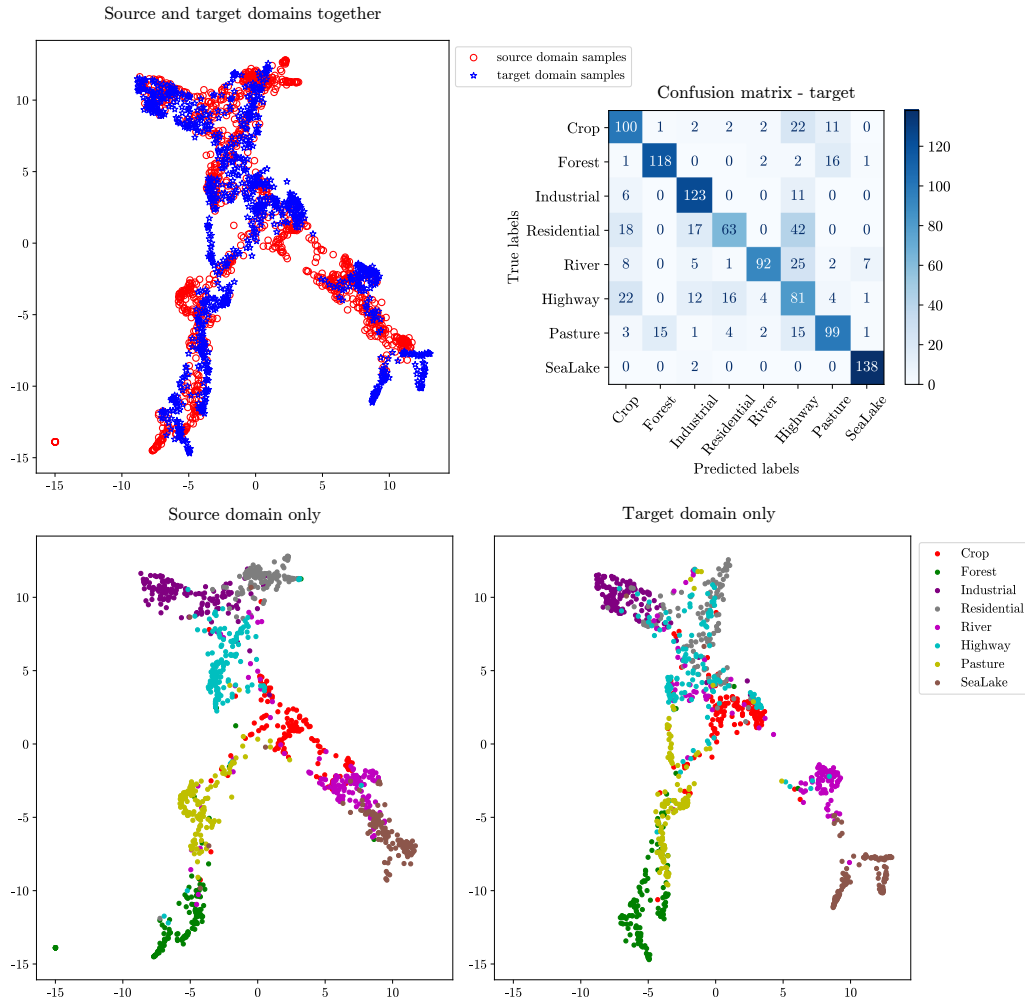 Source and target domains together
10
5
0
-5
-10
-15
-15 -10 -5 0 5 10
source domain samples
target domain samples
Confusion matrix - target
True labels
Crop 100 1 2 2 2 22 11 0
Forest 1 118 0 0 2 2 16 1
Industrial 6 0 123 0 0 11 0 0
Residential 18 0 17 63 0 42 0 0
River 8 0 5 1 92 25 2 7
Highway 22 0 12 16 4 81 4 1
Pasture 3 15 1 4 2 15 99 1
SeaLake 0 0 2 0 0 0 0 138
Crop Forest Industrial Residential River Highway Pasture SeaLake
Predicted labels
120
100
80
60
40
20
0
Source domain only
10
5
0
-5
-10
-15
-15 -10 -5 0 5 10
Target domain only
10
5
0
-5
-10
-15
-15 -10 -5 0 5 10
Crop
Forest
Industrial
Residential
River
Highway
Pasture
SeaLake